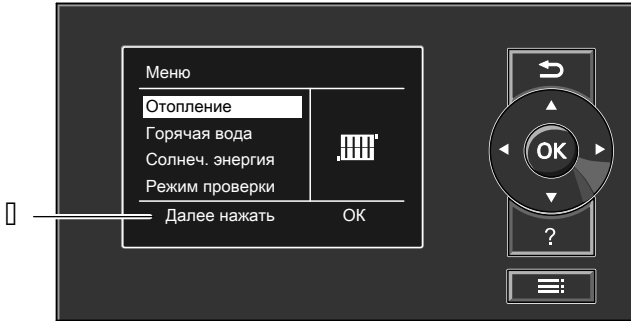 Меню
Отопление
Горячая вода
Солнеч. энергия
Режим проверки
Далее нажать OK
OK
?